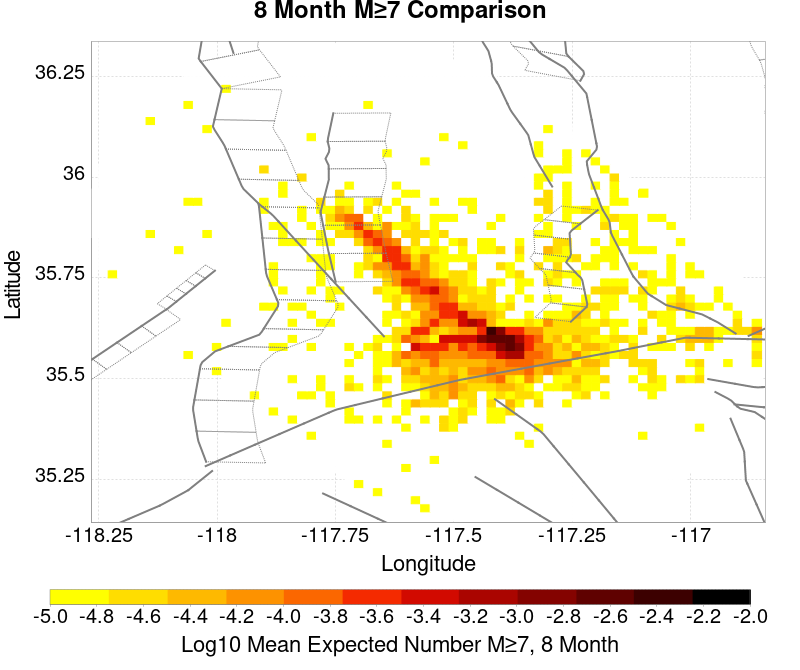 8 Month M≥7 Comparison
36.25
36
35.75
35.5
35.25
Latitude
-118.25 -118 -117.75 -117.5 -117.25 -117
Longitude
-5.0 -4.8 -4.6 -4.4 -4.2 -4.0 -3.8 -3.6 -3.4 -3.2 -3.0 -2.8 -2.6 -2.4 -2.2 -2.0
Log10 Mean Expected Number M≥7, 8 Month